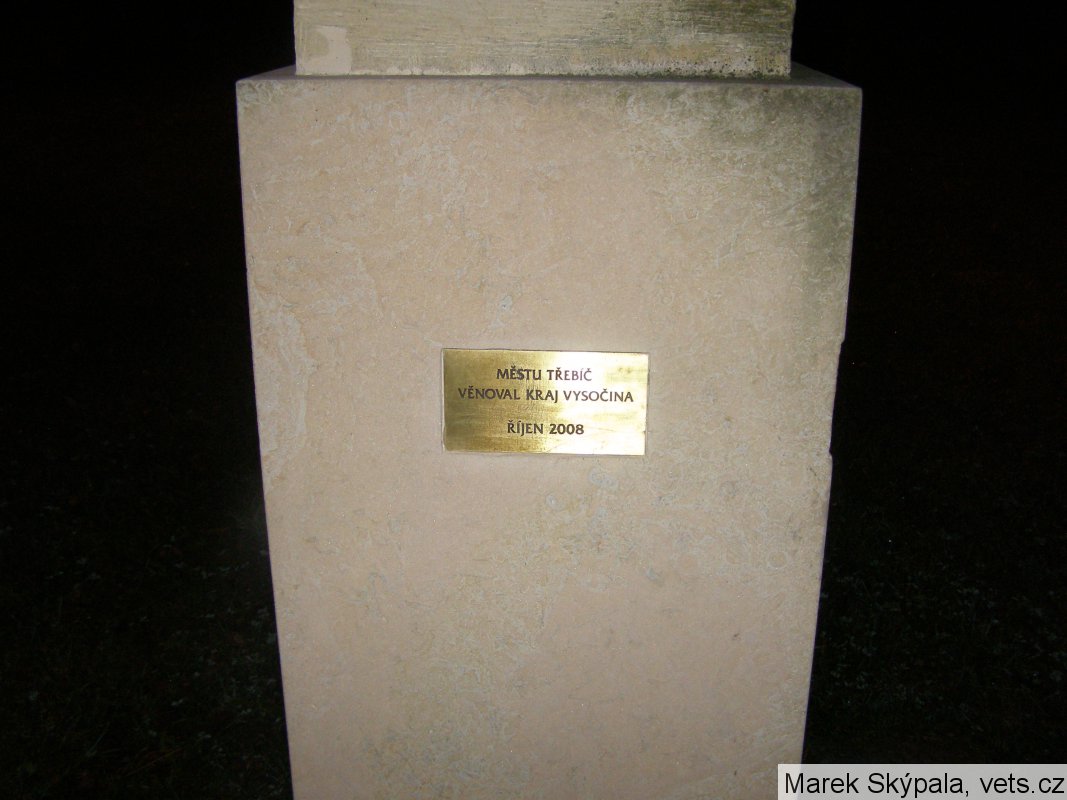 MĚSTU TŘEBÍČ
VĚNOVAL KRAJ VYSOČINA
ŘÍJEN 2008
Marek Skýpala, vets.cz